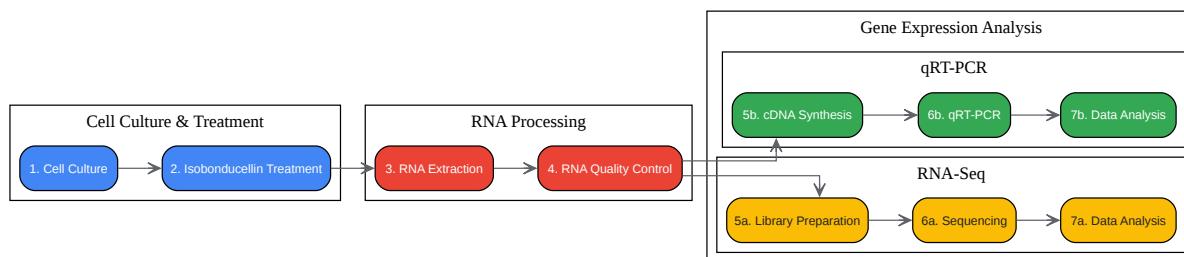 Gene Expression Analysis
qRT-PCR
5b. cDNA Synthesis
6b. qRT-PCR
7b. Data Analysis
Cell Culture & Treatment
1. Cell Culture
2. Isobonducellin Treatment
RNA Processing
3. RNA Extraction
4. RNA Quality Control
RNA-Seq
5a. Library Preparation
6a. Sequencing
7a. Data Analysis